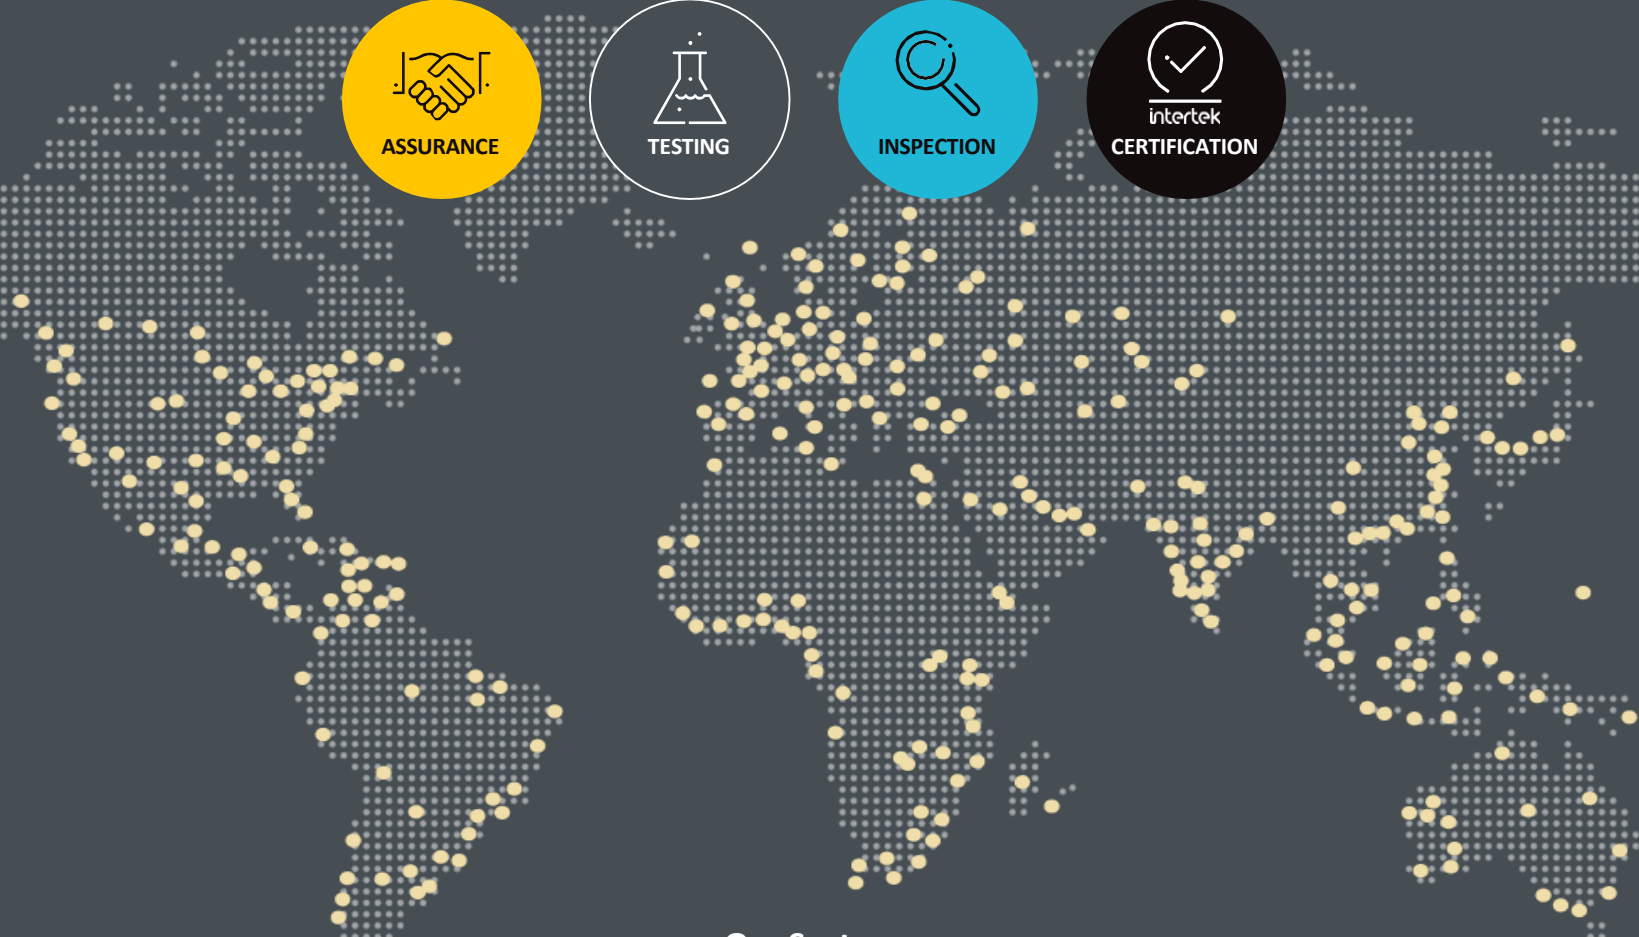 ASSURANCE
TESTING
INSPECTION
intertek
CERTIFICATION